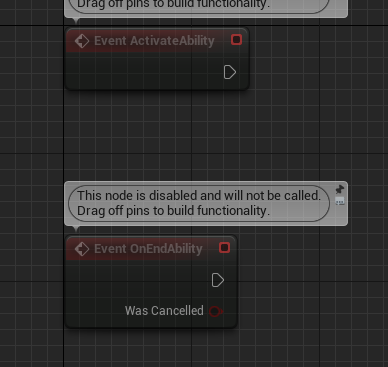 Drag off pins to build functionality.
Event ActivateAbility
This node is disabled and will not be called.
Drag off pins to build functionality.
Event OnEndAbility
Was Cancelled